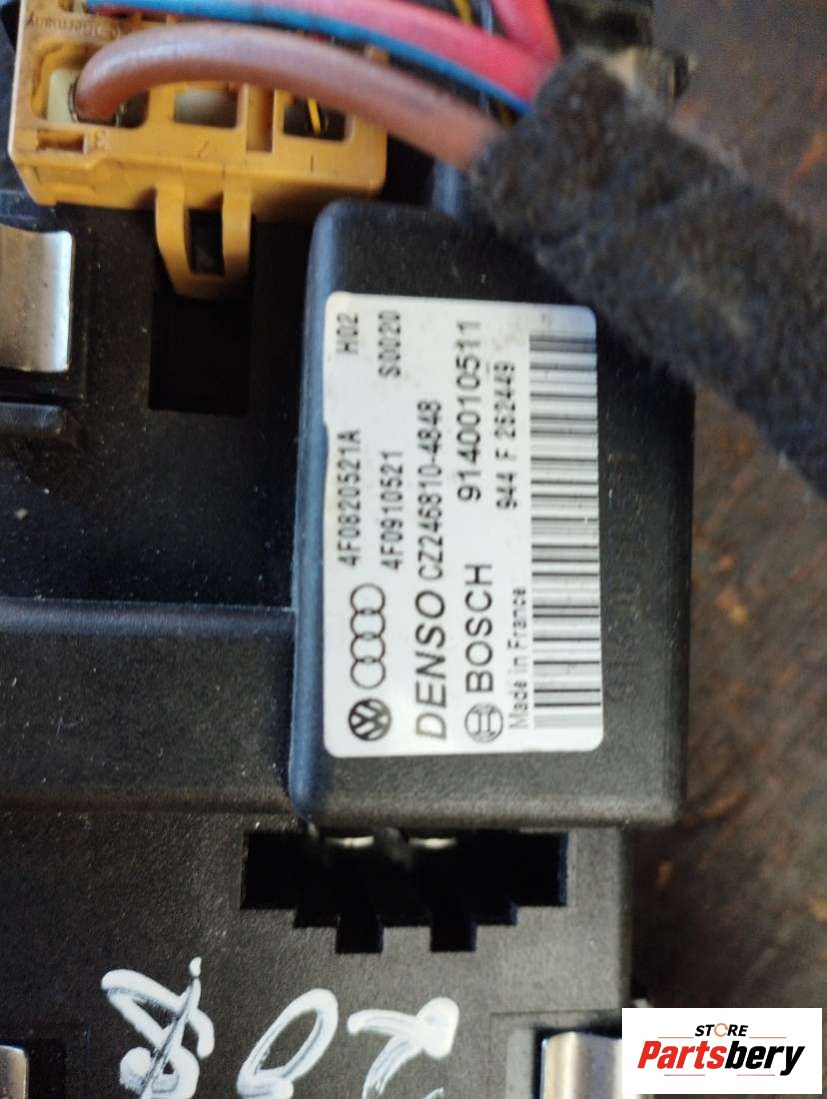 4F0820521A H02
4F0910521 S0020
DENSO CZ246810-4848
BOSCH 9140010511
Made in France 944 F 262449
STORE
Partsbery